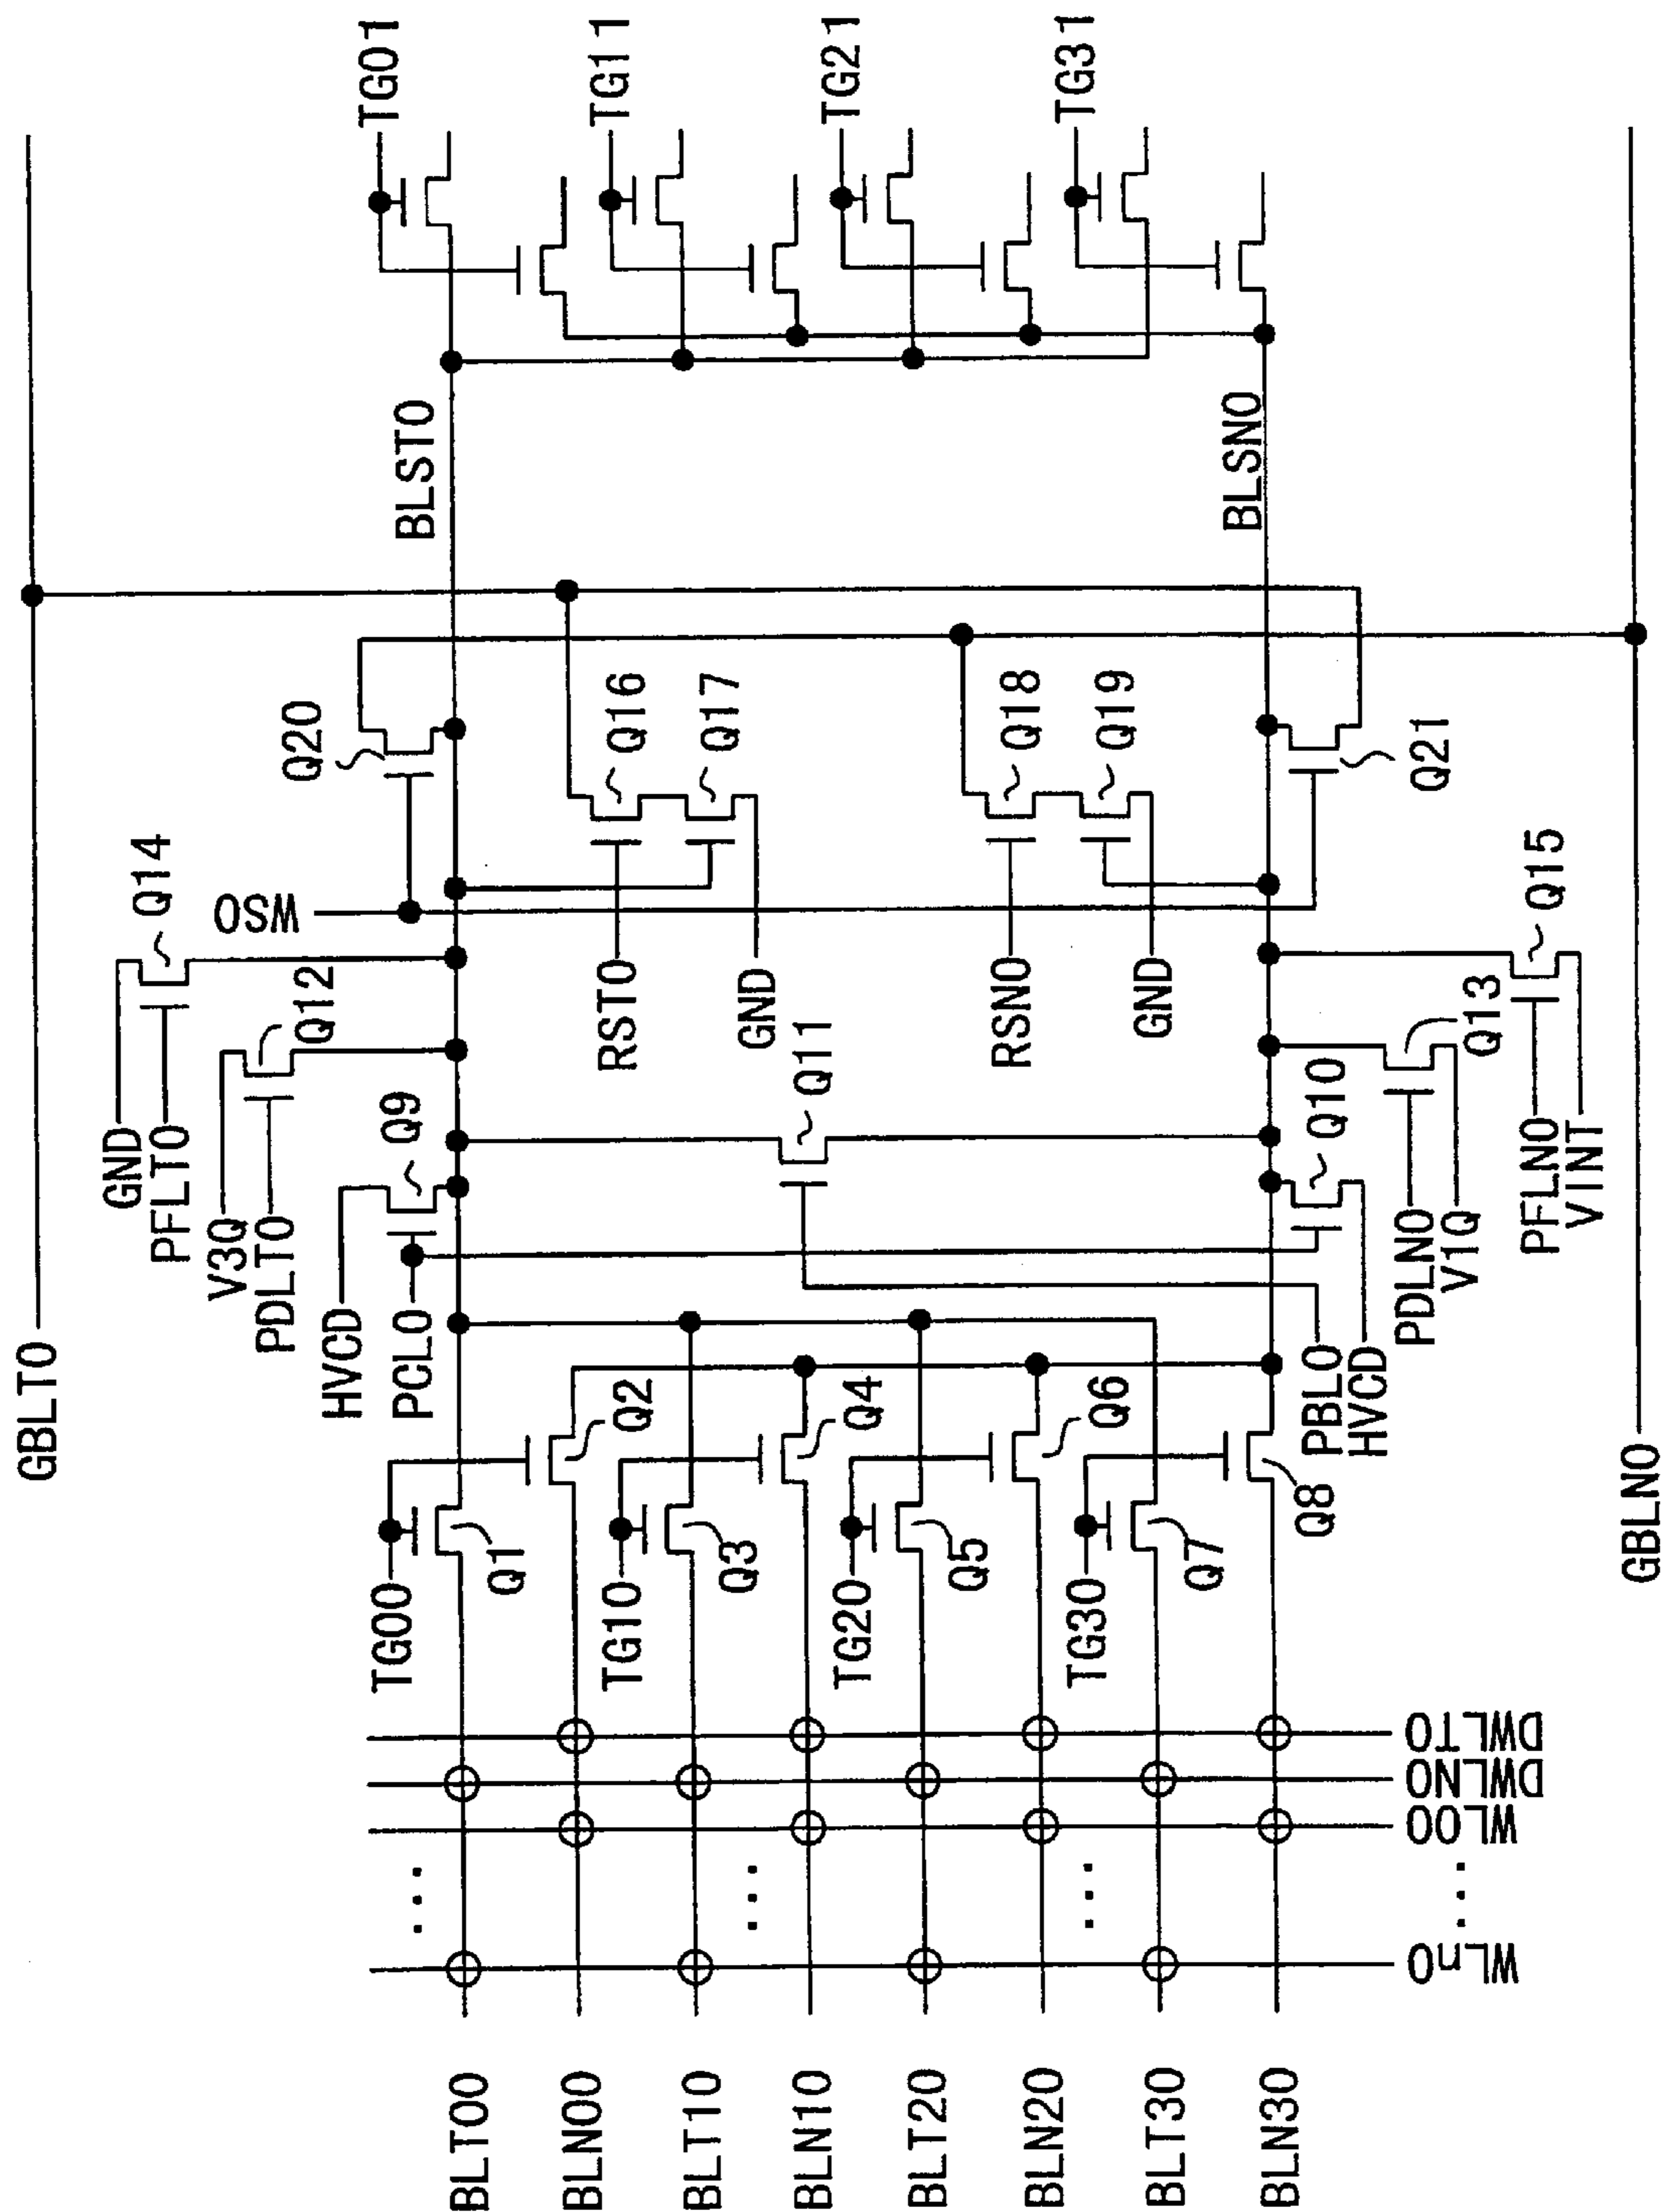 GBLT0
GND
PFLT0
V3Q
PDLT0
HVCD
PCL0
Q14
Q12
Q9
WS0
Q20
BLST0
TG01
TG11
TG21
TG31
TG00
Q1
Q2
TG10
Q3
Q4
TG20
Q5
Q6
TG30
Q7
Q8
RST0
GND
Q16
Q17
Q11
RSN0
GND
Q18
Q19
BLSN0
Q21
Q10
Q13
Q15
PBL0
HVCD
PDLN0
V1Q
PFLN0
VINT
GBLN0
DWLT0
DWLN0
WL00
...
WLn0
...
...
...
BLT00
BLN00
BLT10
BLN10
BLT20
BLN20
BLT30
BLN30